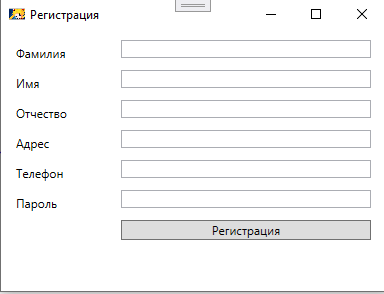 Регистрация
Фамилия
Имя
Отчество
Адрес
Телефон
Пароль
Регистрация